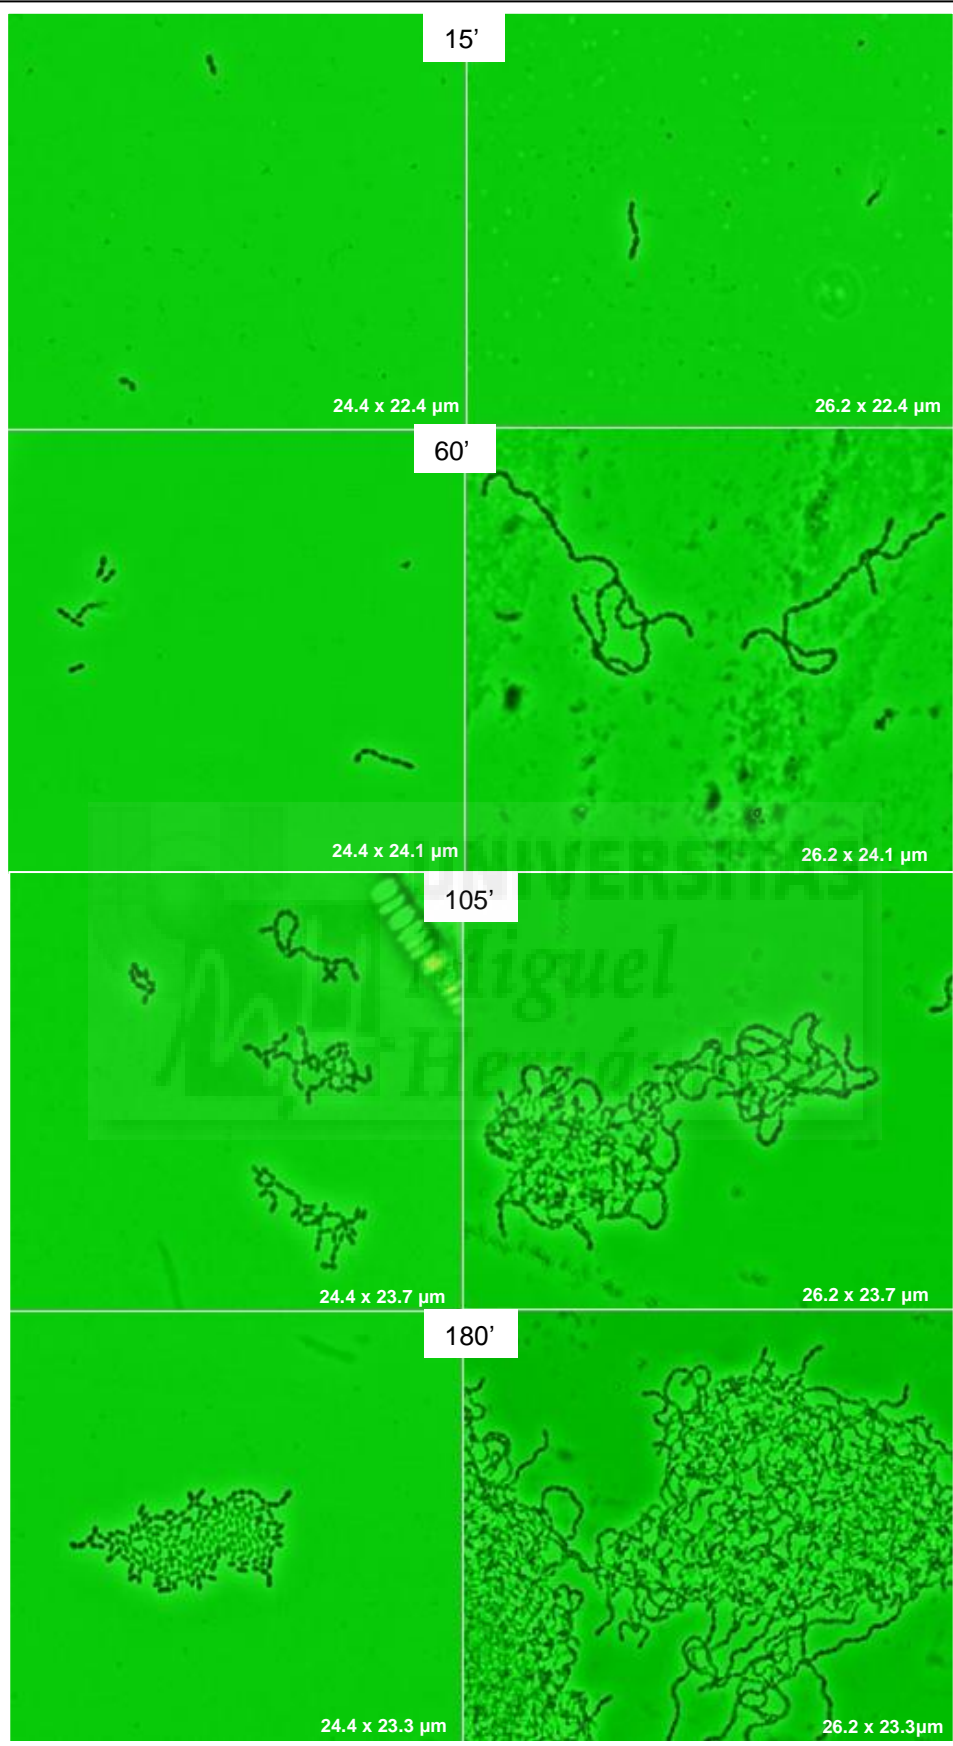 15’
24.4 x 22.4 µm
26.2 x 22.4 µm
60’
24.4 x 24.1 µm
26.2 x 24.1 µm
UNIVERSITAS
105’
Miguel
24.4 x 23.7 µm
26.2 x 23.7 µm
180’
24.4 x 23.3 µm
26.2 x 23.3µm